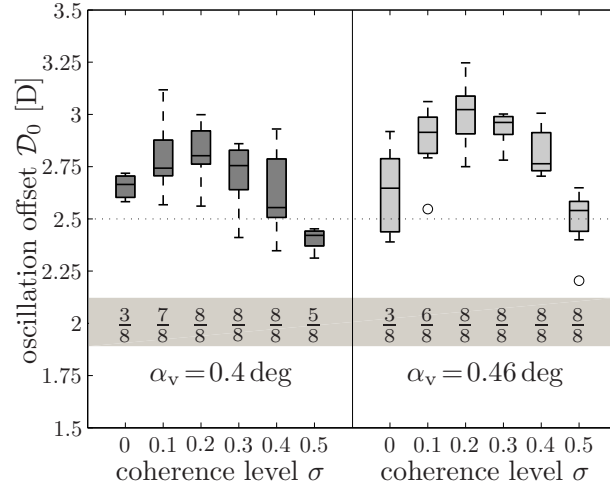 oscillation offset 𝒟₀ [D]
3.5
3.25
3
2.75
2.5
2.25
2
1.75
1.5
3/8 7/8 8/8 8/8 8/8 5/8
3/8 6/8 8/8 8/8 8/8 8/8
αᵥ = 0.4 deg
αᵥ = 0.46 deg
0 0.1 0.2 0.3 0.4 0.5
0 0.1 0.2 0.3 0.4 0.5
coherence level σ
coherence level σ